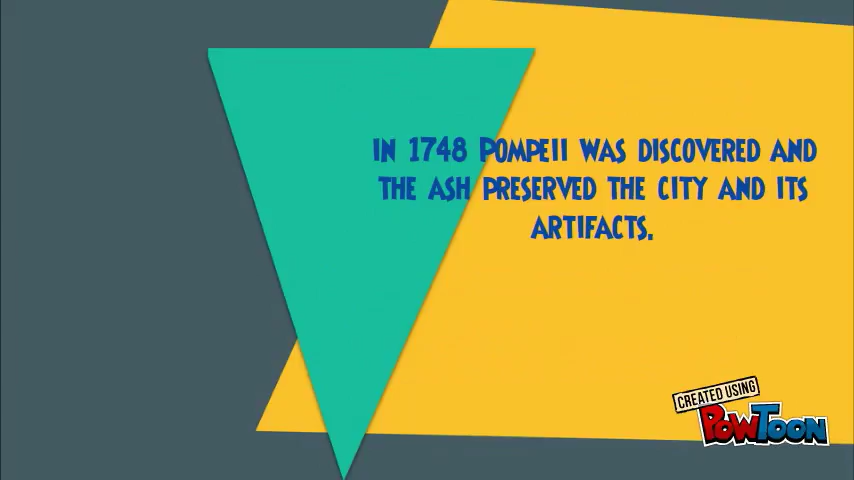 IN 1748 POMPEII WAS DISCOVERED AND
THE ASH PRESERVED THE CITY AND ITS
ARTIFACTS.
CREATED USING
POWTOON